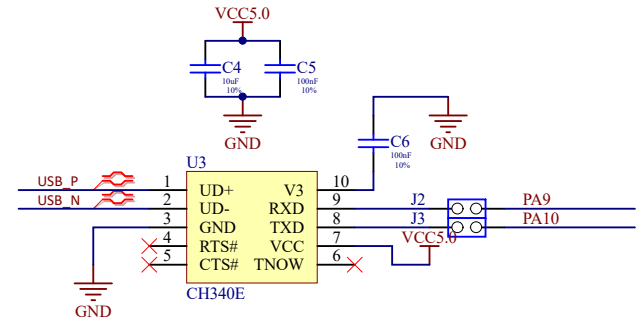 VCC5.0
C4
10uF
10%
C5
100nF
10%
GND
GND
C6
100nF
10%
U3
USB_P
1
UD+
V3
10
USB_N
2
UD-
RXD
9
J2
PA9
3
GND
TXD
8
J3
PA10
4
RTS#
VCC
7
VCC5.0
5
CTS#
TNOW
6
CH340E
GND